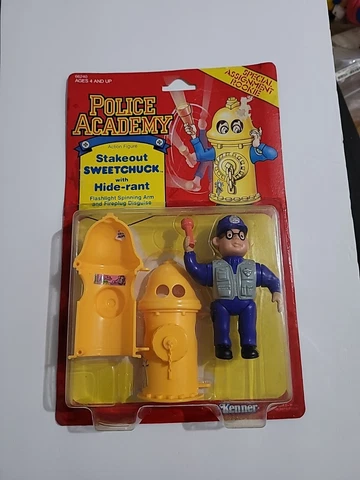 AGES 4 AND UP
SPECIAL
ASSIGNMENT
ROOKIE
POLICE
ACADEMY
Action Figure
Stakeout
SWEETCHUCK
with
Hide-rant
Flashlight Spinning Arm
and Fireplug Disguise
Kenner